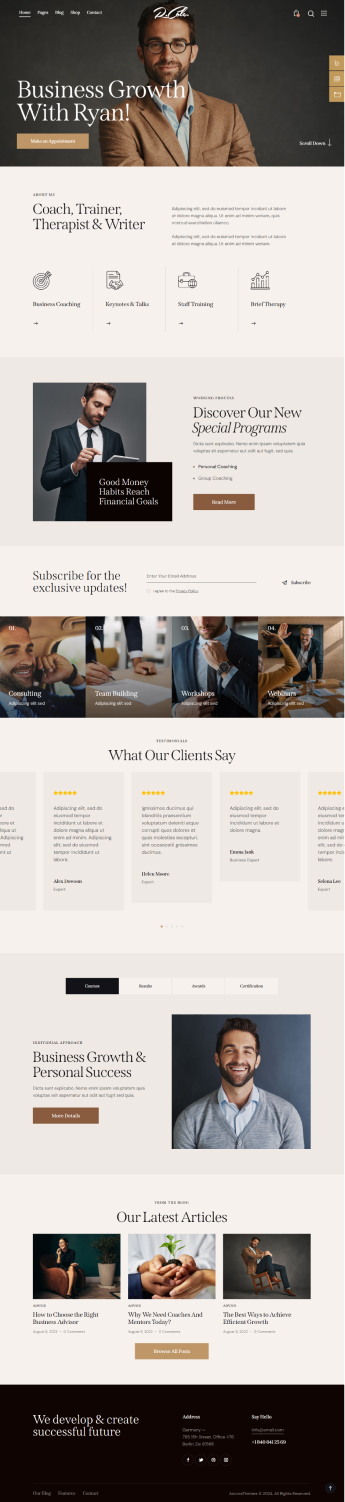 Home Pages Blog Shop Contact
Business Growth
With Ryan!
Make an Appointment
Scroll Down
ABOUT ME
Coach, Trainer,
Therapist & Writer
Adipiscing elit, sed do eiusmod tempor incidunt ut labore
et dolore magna aliqua. Ut enim ad minim veniam, quis
nostrud exercitation ullamco.
Adipiscing elit, sed do eiusmod tempor incidunt ut labore
et dolore magna aliqua. Ut enim ad minim veniam.
Business Coaching
Keynotes & Talks
Staff Training
Brief Therapy
WORKING PROCESS
Discover Our New
Special Programs
Dicta sunt explicabo. Nemo enim ipsam voluptatem quia
voluptas sit aspernatur aut odit aut fugit, sed quia.
Personal Coaching
Group Coaching
Read More
Good Money
Habits Reach
Financial Goals
Subscribe for the
exclusive updates!
Enter Your Email Address
Subscribe
I agree to the Privacy Policy.
01.
02.
03.
04.
Consulting
Adipiscing elit sed
Team Building
Adipiscing elit sed
Workshops
Adipiscing elit sed
Webinars
Adipiscing elit sed
TESTIMONIALS
What Our Clients Say
Adipiscing elit, sed do
eiusmod tempor
incididunt ut labore et
dolore magna aliqua ut
enim ad minim. Adipiscing
elit, sed do eiusmod
tempor incididunt ut
labore.
Alex Dawson
Expert
Ignissimos ducimus qui
blanditiis praesentium
voluptatum deleniti atque
corrupti quos dolores et
quas molestias excepturi
sint occaecati gnissimos
ducimus.
Helen Moore
Expert
Adipiscing elit, sed do
eiusmod tempor
incididunt ut labore et
dolore magna.
Emma Jank
Business Expert
Selena Lee
Expert
Courses
Results
Awards
Certification
INDIVIDUAL APPROACH
Business Growth &
Personal Success
Dicta sunt explicabo. Nemo enim ipsam voluptatem quia
voluptas velit aspernatur aut odit aut fugit sed quia.
More Details
FROM THE BLOG
Our Latest Articles
ADVICE
How to Choose the Right
Business Advisor
August 9, 2022 — 0 Comments
ADVICE
Why We Need Coaches And
Mentors Today?
August 9, 2022 — 0 Comments
ADVICE
The Best Ways to Achieve
Efficient Growth
August 9, 2022 — 0 Comments
Browse All Posts
We develop & create
successful future
Address
Germany —
785 15h Street, Office 478
Berlin, De 81566
Say Hello
info@email.com
+1 840 841 25 69
Our Blog Features Contact
AncoraThemes © 2024. All Rights Reserved.